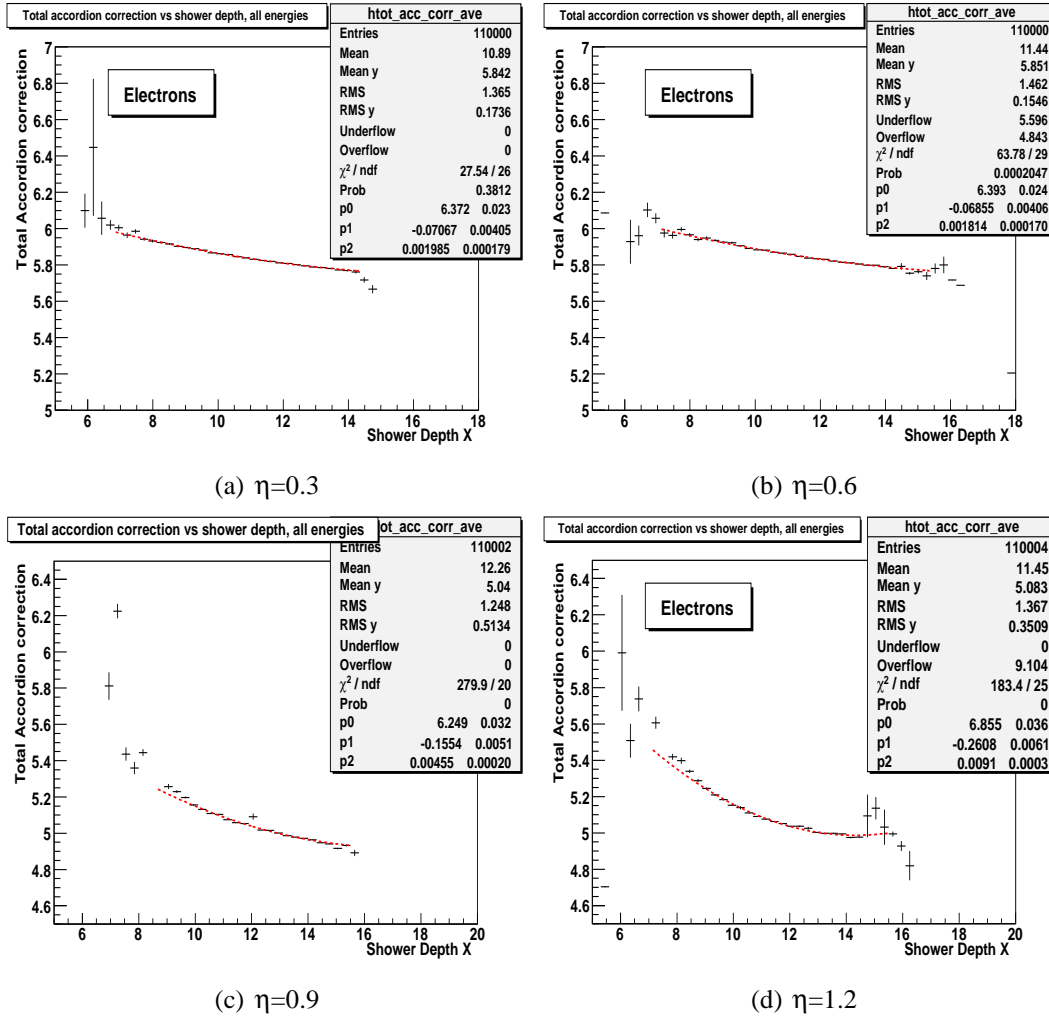 Total accordion correction vs shower depth, all energies
htot_acc_corr_ave
Entries 110000
Mean 10.89
Mean y 5.842
RMS 1.365
RMS y 0.1736
Underflow 0
Overflow 0
χ² / ndf 27.54 / 26
Prob 0.3812
p0 6.372 0.023
p1 -0.07067 0.00405
p2 0.001985 0.000179
Electrons
Total Accordion correction
7
6.8
6.6
6.4
6.2
6
5.8
5.6
5.4
5.2
5
6 8 10 12 14 16 18
Shower Depth X
(a) η=0.3
Total accordion correction vs shower depth, all energies
htot_acc_corr_ave
Entries 110000
Mean 11.44
Mean y 5.851
RMS 1.462
RMS y 0.1546
Underflow 5.596
Overflow 4.843
χ² / ndf 63.78 / 29
Prob 0.0002047
p0 6.393 0.024
p1 -0.06855 0.00406
p2 0.001814 0.000170
Electrons
Total Accordion correction
7
6.8
6.6
6.4
6.2
6
5.8
5.6
5.4
5.2
5
6 8 10 12 14 16 18
Shower Depth X
(b) η=0.6
Total accordion correction vs shower depth, all energies
htot_acc_corr_ave
Entries 110002
Mean 12.26
Mean y 5.04
RMS 1.248
RMS y 0.5134
Underflow 0
Overflow 0
χ² / ndf 279.9 / 20
Prob 0
p0 6.249 0.032
p1 -0.1554 0.0051
p2 0.00455 0.00020
Total Accordion correction
6.4
6.2
6
5.8
5.6
5.4
5.2
5
4.8
4.6
6 8 10 12 14 16 18 20
Shower Depth X
(c) η=0.9
Total accordion correction vs shower depth, all energies
htot_acc_corr_ave
Entries 110004
Mean 11.45
Mean y 5.083
RMS 1.367
RMS y 0.3509
Underflow 0
Overflow 9.104
χ² / ndf 183.4 / 25
Prob 0
p0 6.855 0.036
p1 -0.2608 0.0061
p2 0.0091 0.0003
Electrons
Total Accordion correction
6.4
6.2
6
5.8
5.6
5.4
5.2
5
4.8
4.6
6 8 10 12 14 16 18 20
Shower Depth X
(d) η=1.2